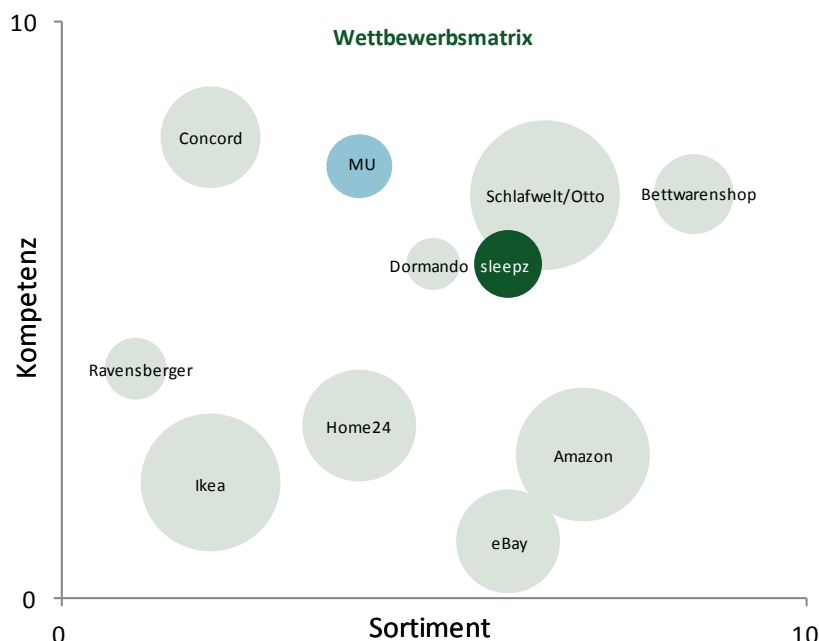 10
Wettbewerbsmatrix
Concord
MU
Schlafwelt/Otto
Bettwarenshop
Dormando
sleepz
Kompetenz
Ravensberger
Home24
Amazon
Ikea
eBay
0
0
Sortiment
10